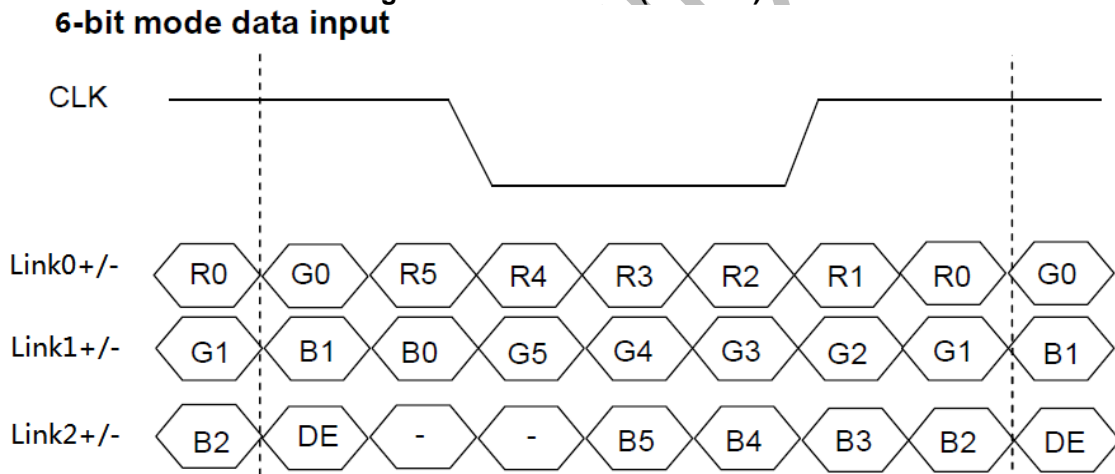 6-bit mode data input
CLK
Link0+/- R0 G0 R5 R4 R3 R2 R1 R0 G0
Link1+/- G1 B1 B0 G5 G4 G3 G2 G1 B1
Link2+/- B2 DE - - B5 B4 B3 B2 DE